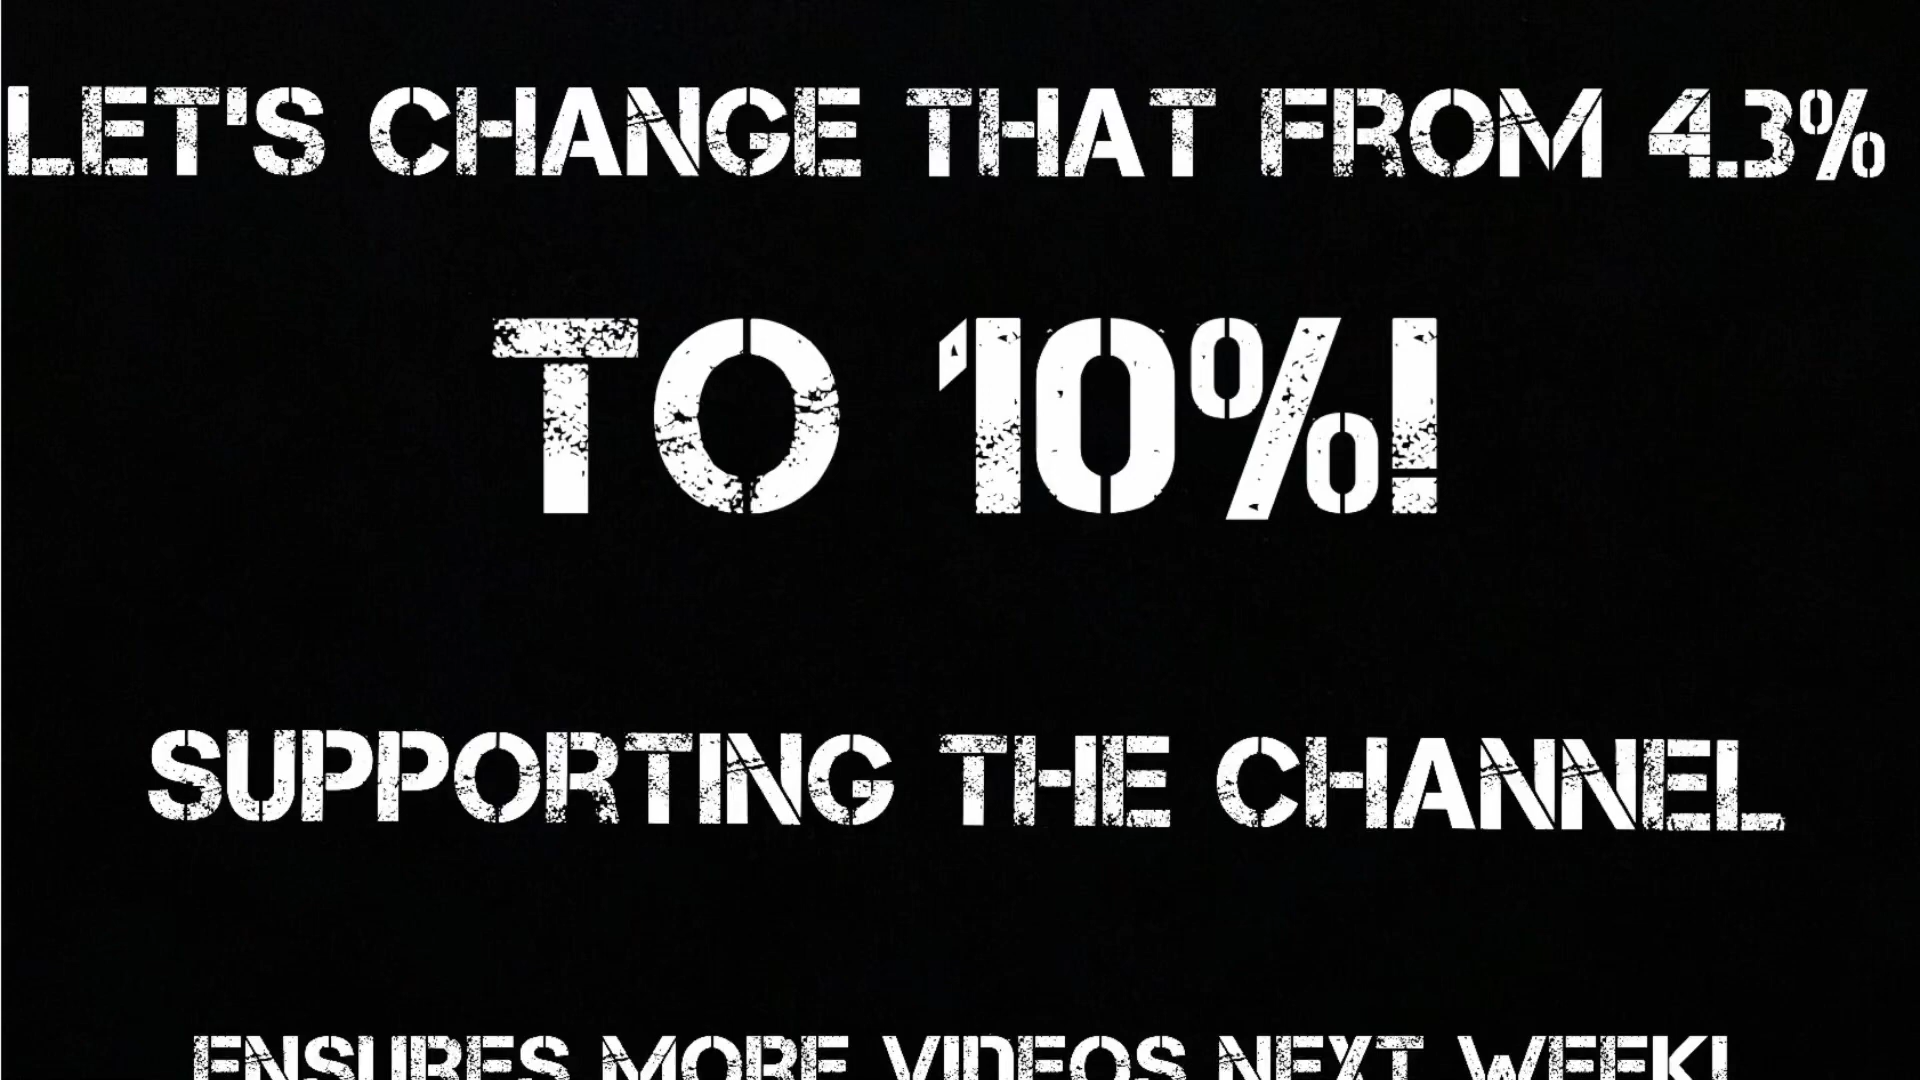 LET'S CHANGE THAT FROM 4.3%
TO 10%!
SUPPORTING THE CHANNEL
ENSURES MORE VIDEOS NEXT WEEK!